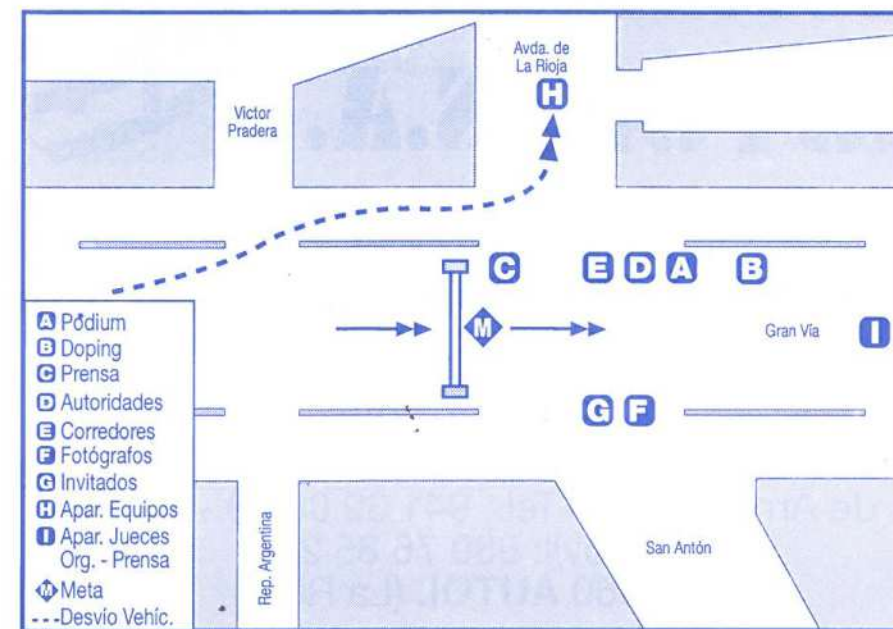 Avda. de
La Rioja
H
Victor
Pradera
C
E
D
A
B
M
Gran Vía
I
G
F
A Pódium
B Doping
C Prensa
D Autoridades
E Corredores
F Fotógrafos
G Invitados
H Apar. Equipos
I Apar. Jueces
Org. - Prensa
M Meta
---Desvío Vehíc.
Rep. Argentina
San Antón